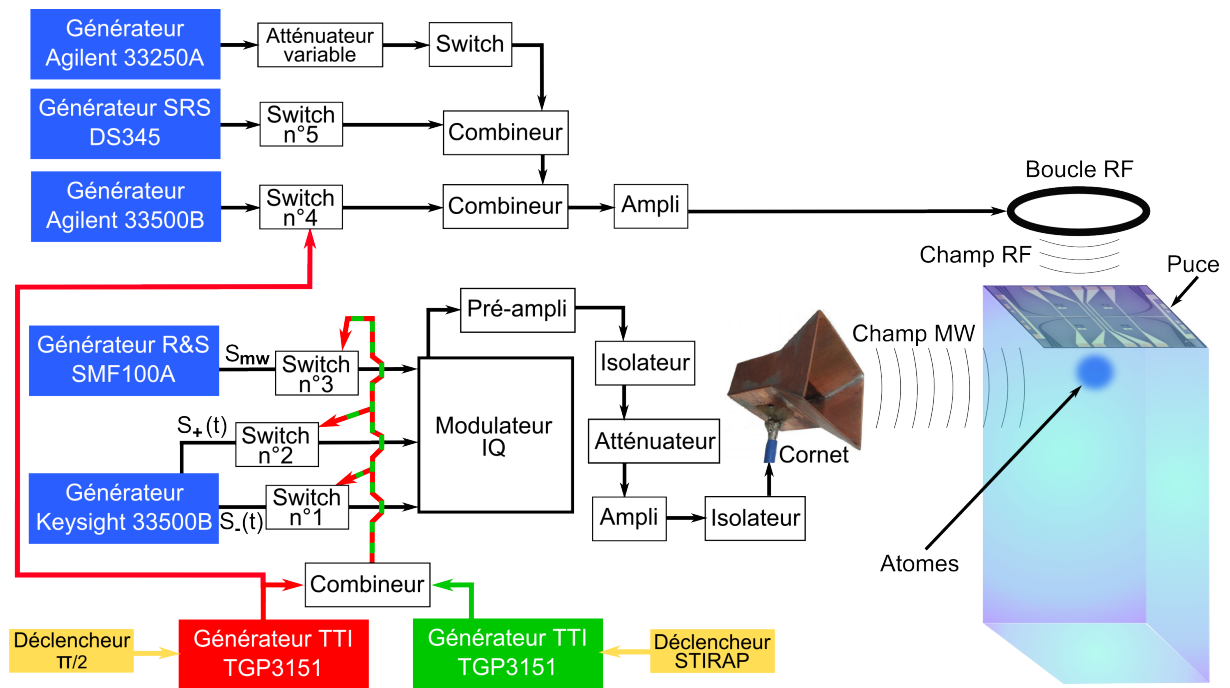 Générateur
Agilent 33250A
Atténuateur
variable
Switch
Générateur SRS
DS345
Switch
n°5
Combineur
Générateur
Agilent 33500B
Switch
n°4
Combineur
Ampli
Boucle RF
Champ RF
Puce
Générateur R&S
SMF100A
Smw
Switch
n°3
Pré-ampli
Isolateur
Champ MW
S+(t)
Switch
n°2
Modulateur
IQ
Atténuateur
Cornet
Générateur
Keysight 33500B
S-(t)
Switch
n°1
Ampli
Isolateur
Atomes
Combineur
Déclencheur
π/2
Générateur TTI
TGP3151
Générateur TTI
TGP3151
Déclencheur
STIRAP